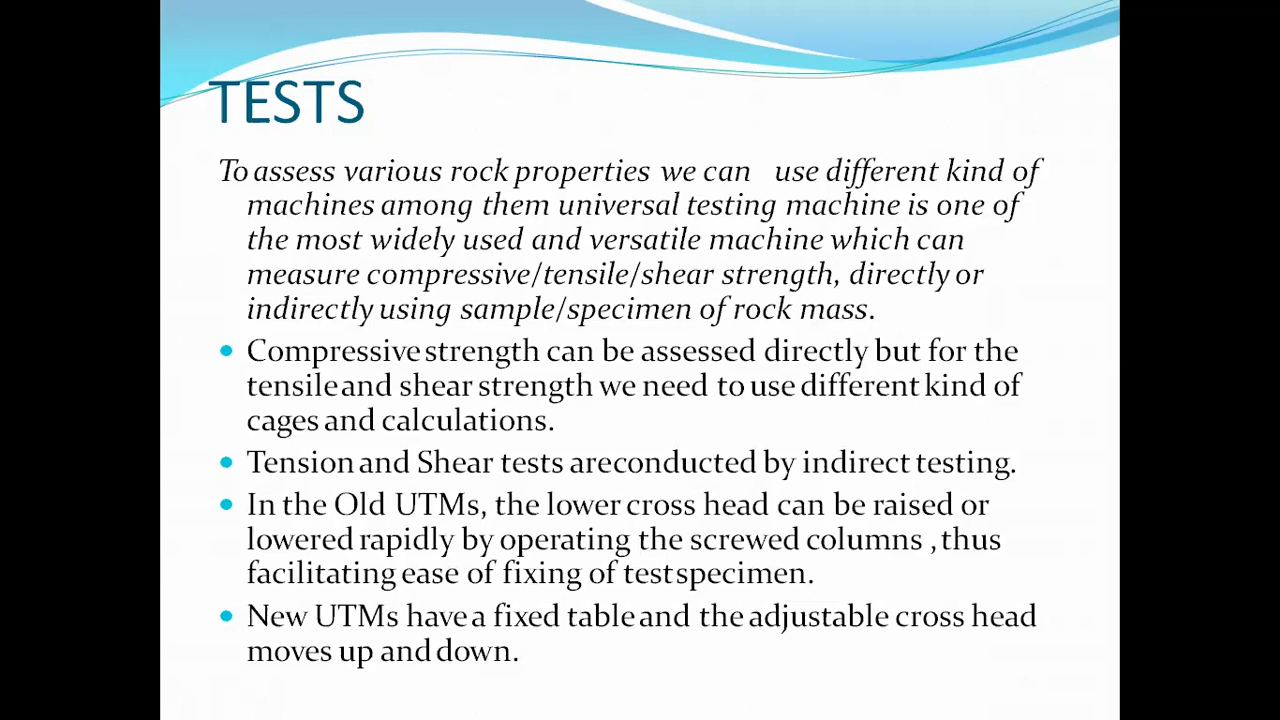 TESTS
To assess various rock properties we can use different kind of
machines among them universal testing machine is one of
the most widely used and versatile machine which can
measure compressive/tensile/shear strength, directly or
indirectly using sample/specimen of rock mass.
• Compressive strength can be assessed directly but for the
tensile and shear strength we need to use different kind of
cages and calculations.
• Tension and Shear tests areconducted by indirect testing.
• In the Old UTMs, the lower cross head can be raised or
lowered rapidly by operating the screwed columns ,thus
facilitating ease of fixing of test specimen.
• New UTMs have a fixed table and the adjustable cross head
moves up and down.